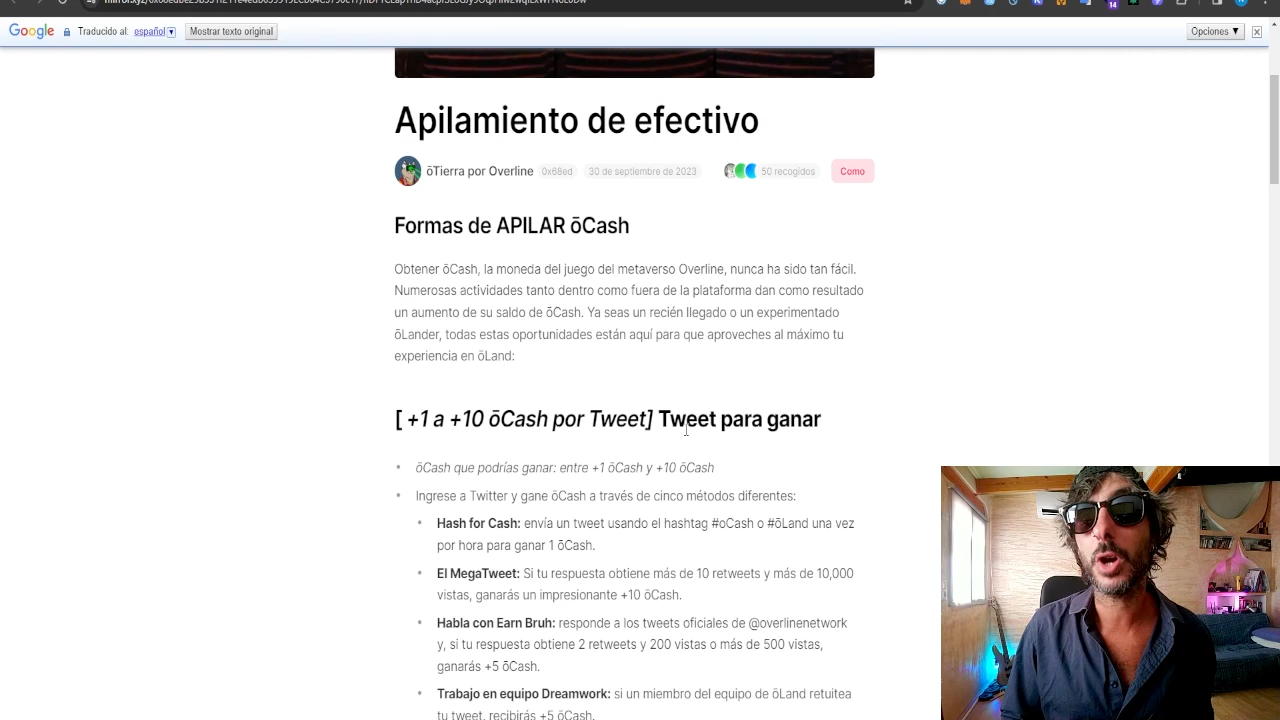 Google Traducido al: español Mostrar texto original Opciones ▼
Apilamiento de efectivo
ōTierra por Overline 0x68ed 30 de septiembre de 2023 50 recogidos Como
Formas de APILAR ōCash
Obtener ōCash, la moneda del juego del metaverso Overline, nunca ha sido tan fácil.
Numerosas actividades tanto dentro como fuera de la plataforma dan como resultado
un aumento de su saldo de ōCash. Ya seas un recién llegado o un experimentado
ōLander, todas estas oportunidades están aquí para que aproveches al máximo tu
experiencia en ōLand:
[ +1 a +10 ōCash por Tweet] Tweet para ganar
• ōCash que podrías ganar: entre +1 ōCash y +10 ōCash
• Ingrese a Twitter y gane ōCash a través de cinco métodos diferentes:
• Hash for Cash: envía un tweet usando el hashtag #oCash o #ōLand una vez
por hora para ganar 1 ōCash.
• El MegaTweet: Si tu respuesta obtiene más de 10 retweets y más de 10,000
vistas, ganarás un impresionante +10 ōCash.
• Habla con Earn Bruh: responde a los tweets oficiales de @overlinenetwork
y, si tu respuesta obtiene 2 retweets y 200 vistas o más de 500 vistas,
ganarás +5 ōCash.
• Trabajo en equipo Dreamwork: si un miembro del equipo de ōLand retuitea
tu tweet, recibirás +5 ōCash.